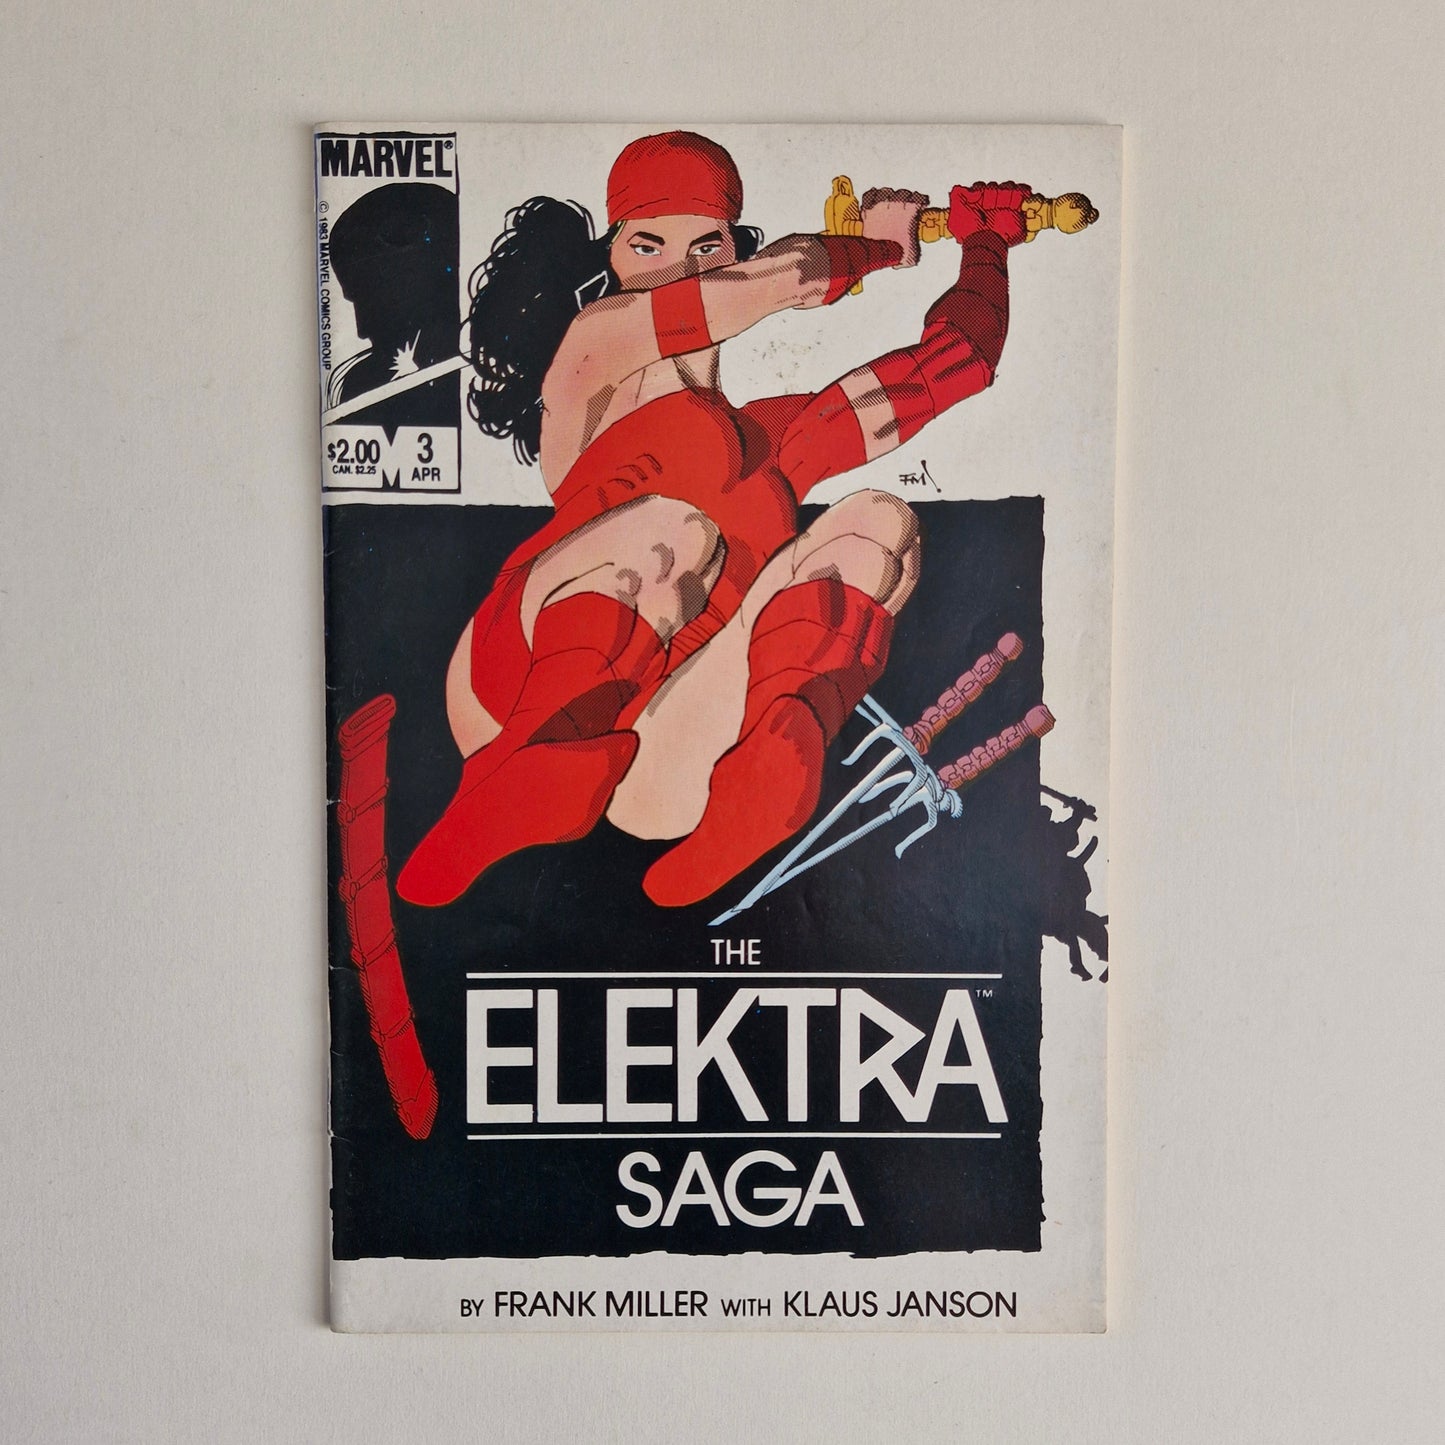 MARVEL®
© 1983 MARVEL COMICS GROUP
$2.00
CAN. $2.25
3
APR
FM!
THE
ELEKTRA™
SAGA
BY FRANK MILLER WITH KLAUS JANSON